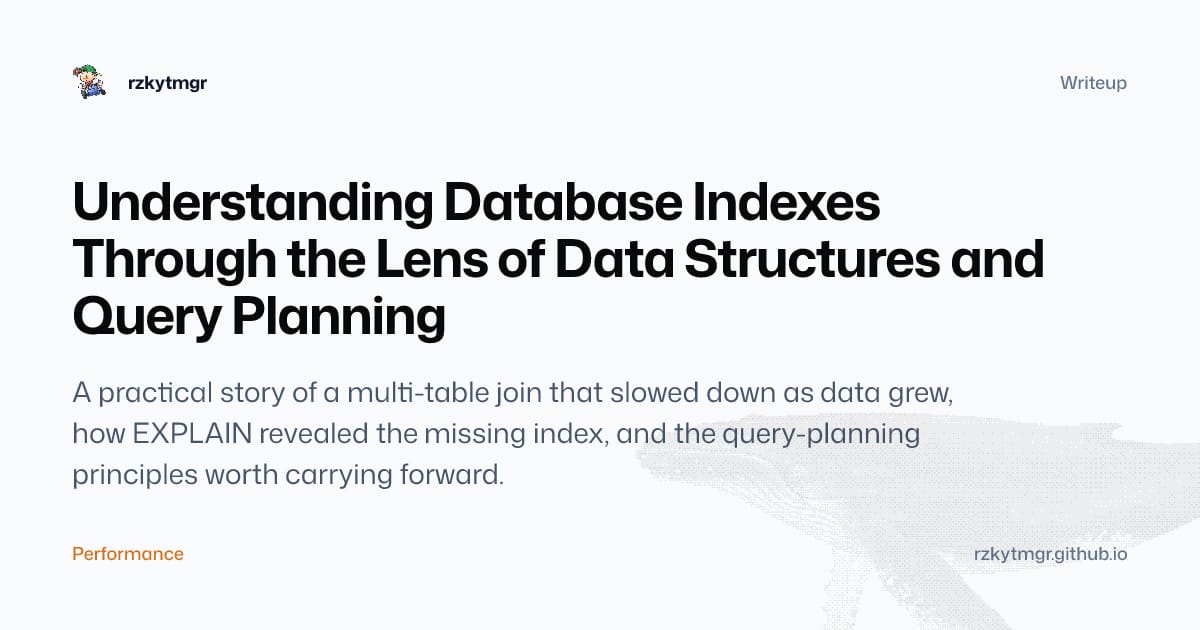 rzkytmgr
Writeup
Understanding Database Indexes
Through the Lens of Data Structures and
Query Planning
A practical story of a multi-table join that slowed down as data grew,
how EXPLAIN revealed the missing index, and the query-planning
principles worth carrying forward.
Performance
rzkytmgr.github.io